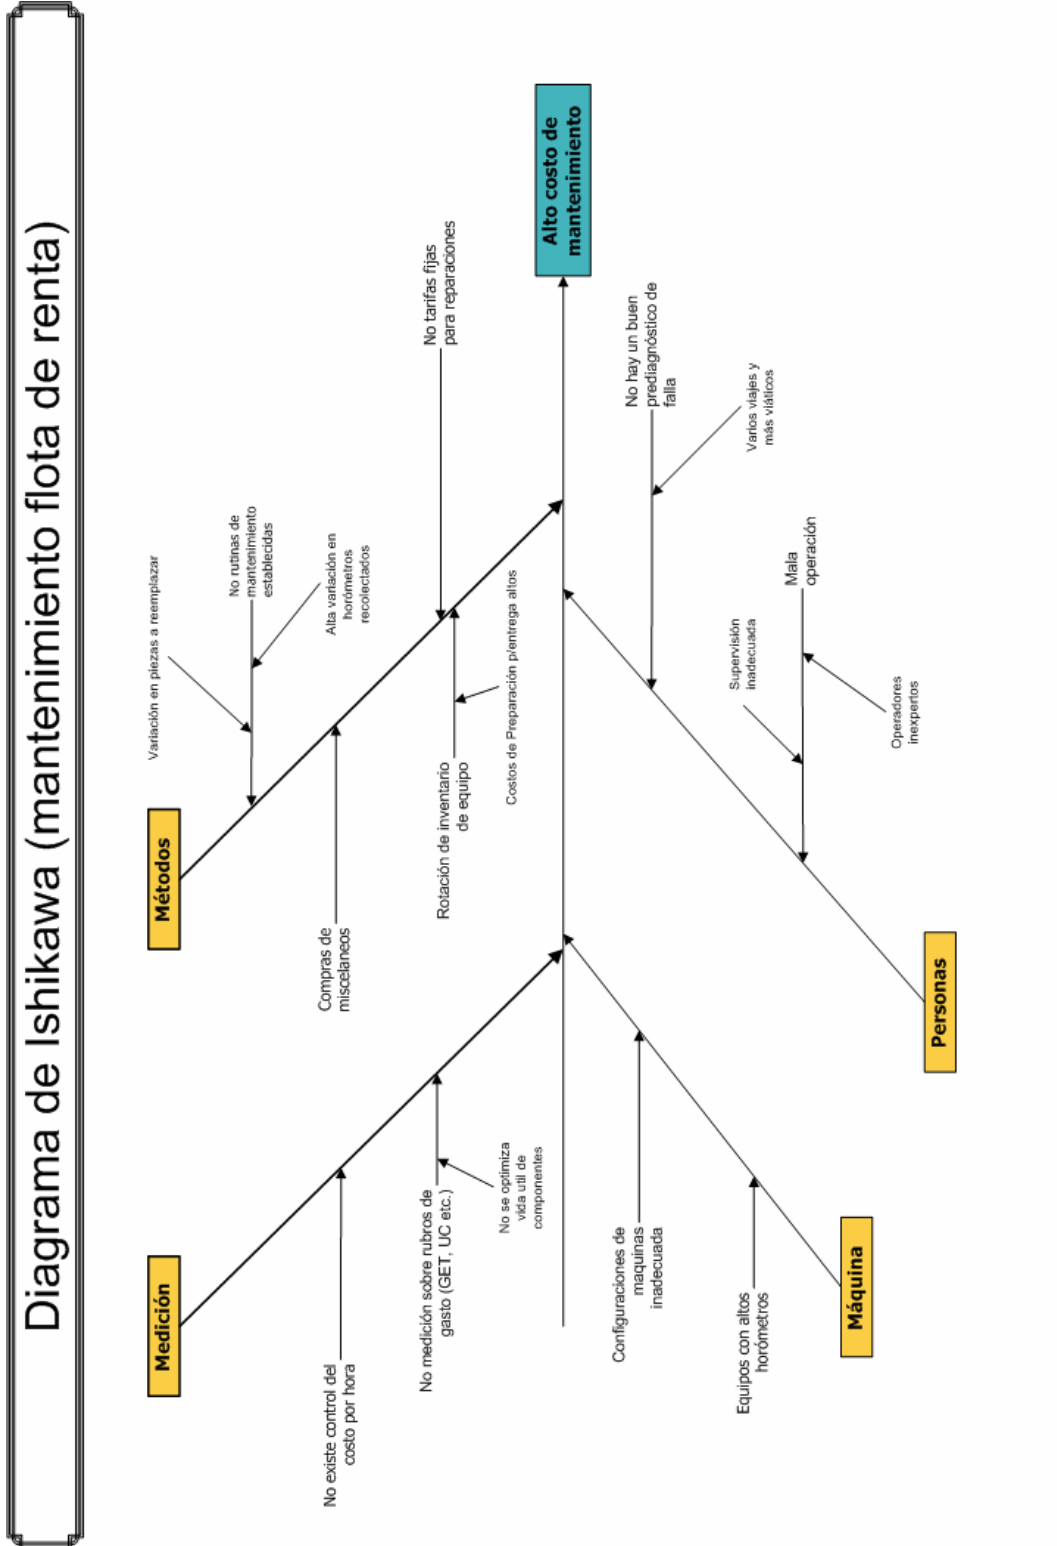 Diagrama de Ishikawa (mantenimiento flota de renta)
Medición
Métodos
Variación en piezas a reemplazar
No rutinas de
mantenimiento
establecidas
Alta variación en
horómetros
recolectados
No existe control del
costo por hora
Compras de
miscelaneos
No tarifas fijas
para reparaciones
No medición sobre rubros de
gasto (GET, UC etc.)
Rotación de inventario
de equipo
No se optimiza
vida util de
componentes
Costos de Preparación p/entrega altos
Alto costo de
mantenimiento
Configuraciones de
maquinas
inadecuada
No hay un buen
prediagnóstico de
falla
Equipos con altos
horómetros
Varios viajes y
más viáticos
Supervisión
inadecuada
Mala
operación
Operadores
inexpertos
Máquina
Personas